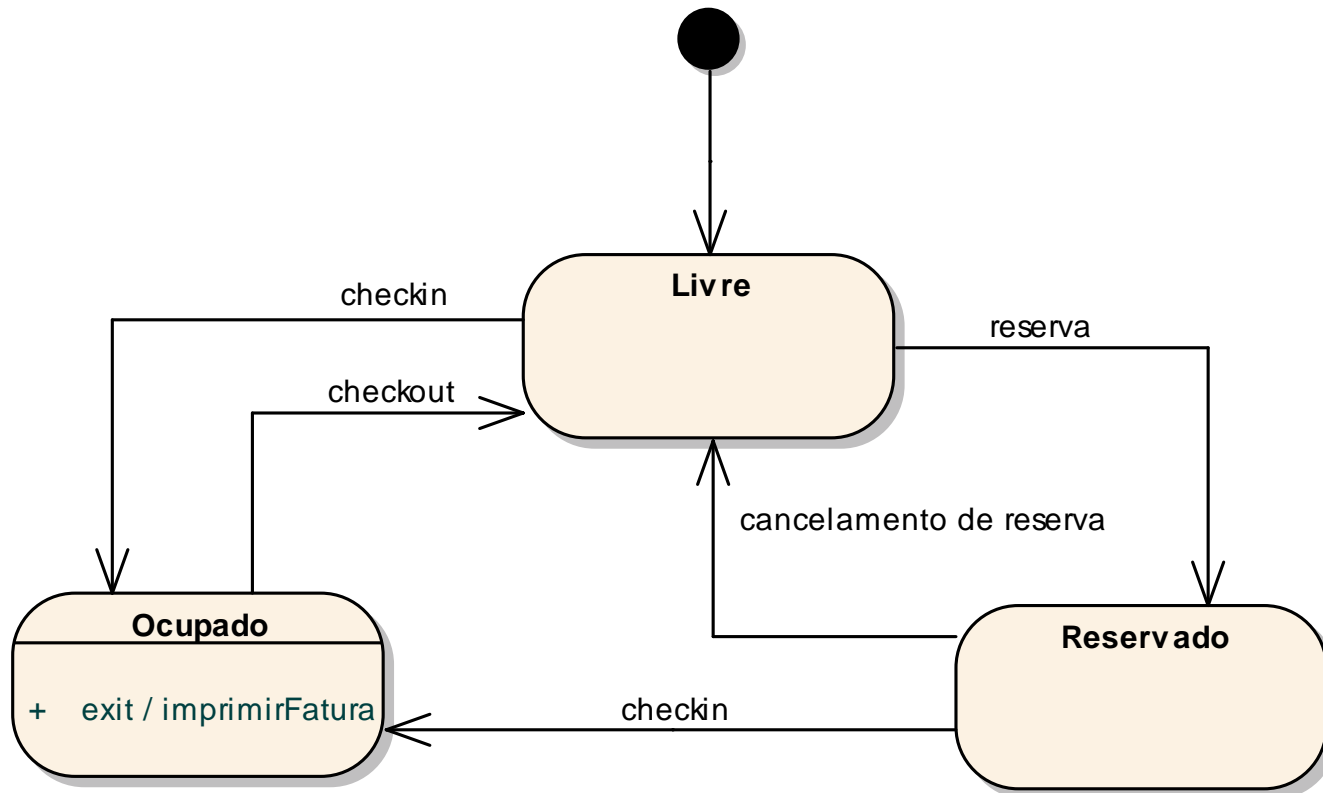 Livre
checkin
reserva
checkout
cancelamento de reserva
Ocupado
Reservado
+ exit / imprimirFatura
checkin